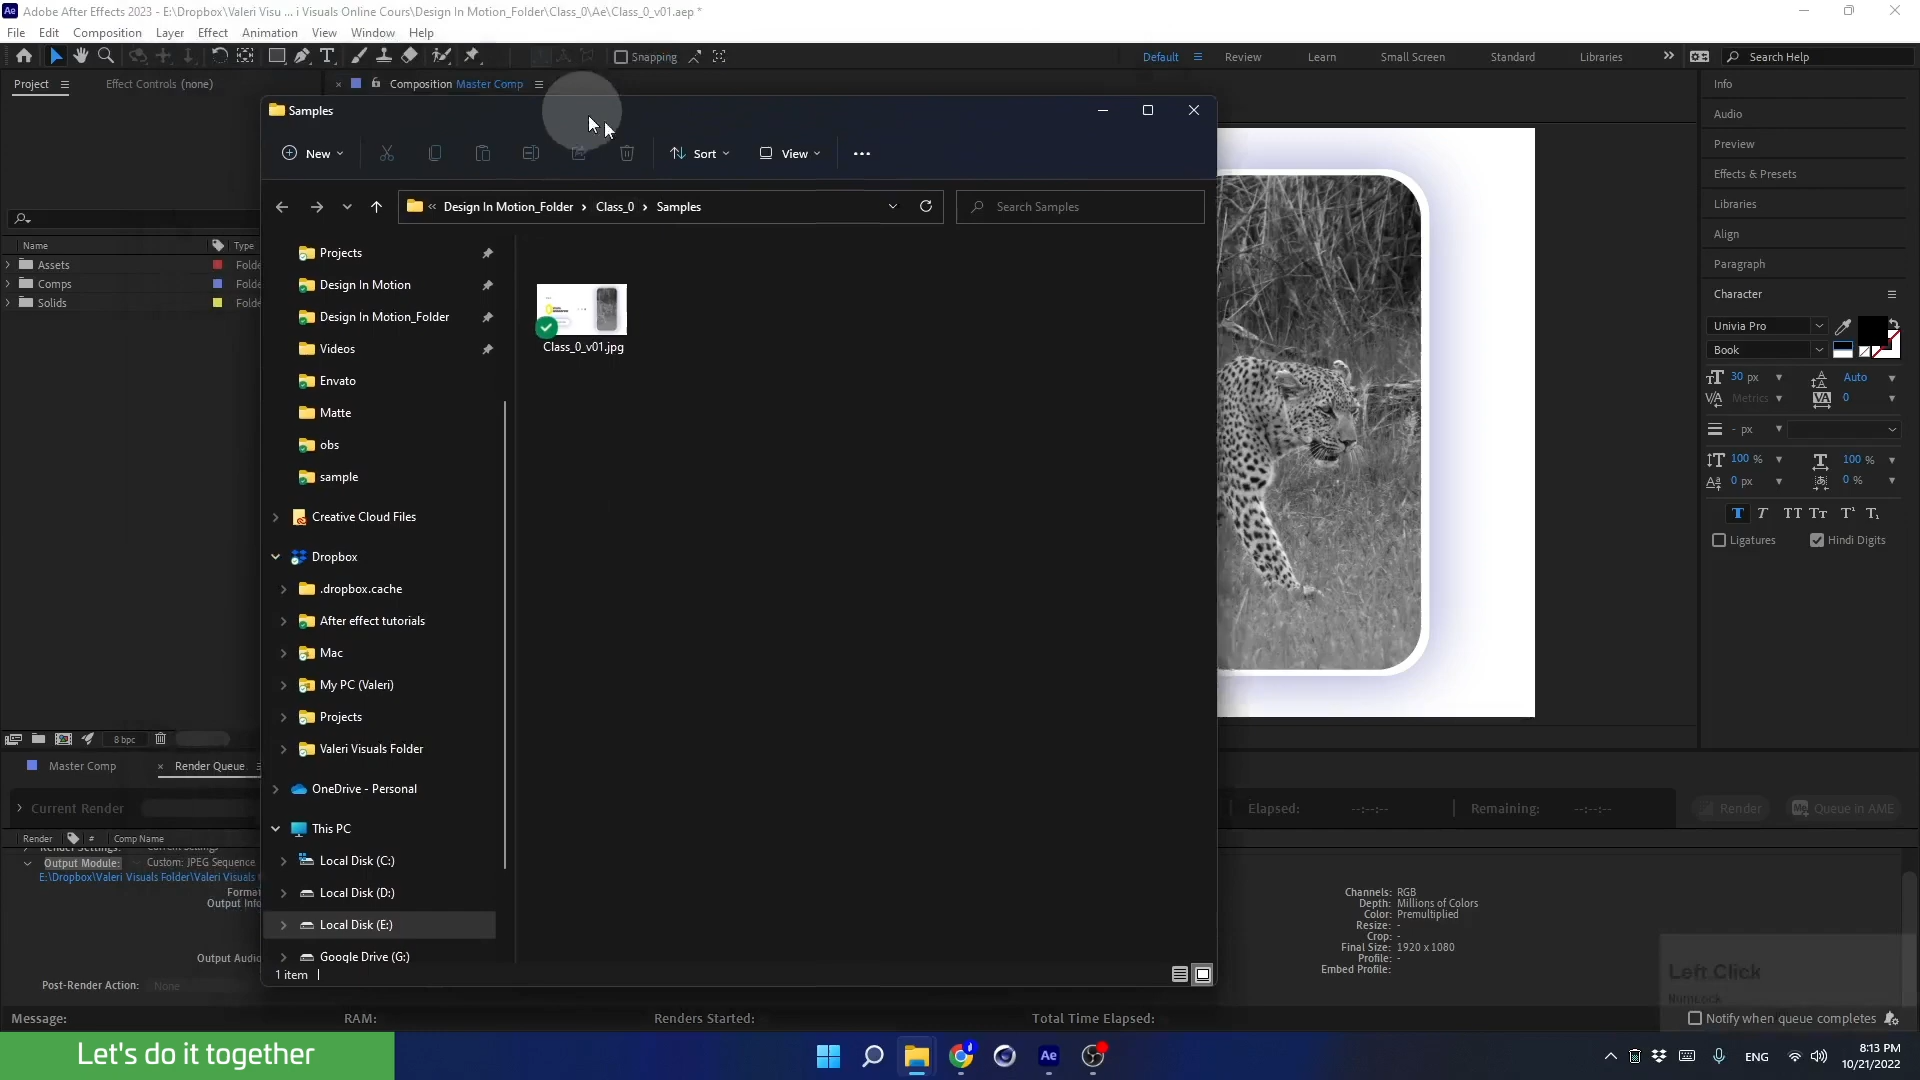 Adobe After Effects 2023 - E:\Dropbox\Valeri Visu ... i Visuals Online Cours\Design In Motion_Folder\Class_0\Ae\Class_0_v01.aep *
File Edit Composition Layer Effect Animation View Window Help
Snapping
Default Review Learn Small Screen Standard Libraries Search Help
Project Effect Controls (none) Composition Master Comp
Info
Audio
Preview
Effects & Presets
Libraries
Align
Paragraph
Character
Univia Pro
Book
30 px Auto
Metrics 0
- px
100 % 100 %
0 px 0 %
Ligatures Hindi Digits
Name Type
Assets Folde
Comps Folde
Solids Folde
8 bpc
Samples
New Sort View
Design In Motion_Folder Class_0 Samples Search Samples
Projects
Design In Motion
Design In Motion_Folder
Videos
Envato
Matte
obs
sample
Creative Cloud Files
Dropbox
.dropbox.cache
After effect tutorials
Mac
My PC (Valeri)
Projects
Valeri Visuals Folder
OneDrive - Personal
This PC
Local Disk (C:)
Local Disk (D:)
Local Disk (E:)
Google Drive (G:)
Class_0_v01.jpg
1 item
Master Comp Render Queue
Current Render Elapsed: --:--:-- Remaining: --:--:-- Render Queue in AME
Render # Comp Name
Output Module: Custom: JPEG Sequence
E:\Dropbox\Valeri Visuals Folder\Valeri Visuals
Forma
Output Info
Output Audio
Post-Render Action: None
Channels: RGB
Depth: Millions of Colors
Color: Premultiplied
Resize: -
Crop: -
Final Size: 1920 x 1080
Profile: -
Embed Profile:
Left Click
NumLock
Notify when queue completes
Message: RAM: Renders Started: Total Time Elapsed:
Let's do it together
ENG
8:13 PM
10/21/2022